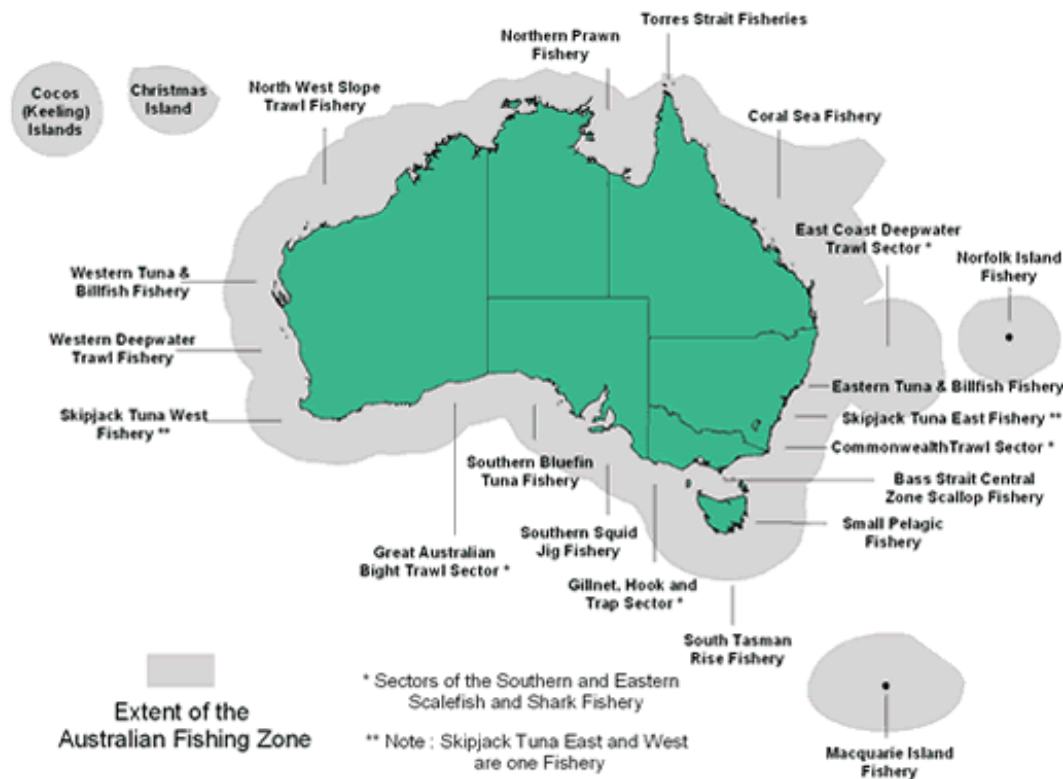 Torres Strait Fisheries
Northern Prawn
Fishery
Cocos
(Keeling)
Islands
Christmas
Island
North West Slope
Trawl Fishery
Coral Sea Fishery
East Coast Deepwater
Trawl Sector *
Norfolk Island
Fishery
Western Tuna &
Billfish Fishery
Western Deepwater
Trawl Fishery
Skipjack Tuna West
Fishery **
Eastern Tuna & Billfish Fishery
Skipjack Tuna East Fishery **
CommonwealthTrawl Sector *
Bass Strait Central
Zone Scallop Fishery
Small Pelagic
Fishery
Southern Bluefin
Tuna Fishery
Southern Squid
Jig Fishery
Great Australian
Bight Trawl Sector *
Gillnet, Hook and
Trap Sector *
South Tasman
Rise Fishery
Macquarie Island
Fishery
Extent of the
Australian Fishing Zone
* Sectors of the Southern and Eastern
Scalefish and Shark Fishery
** Note : Skipjack Tuna East and West
are one Fishery